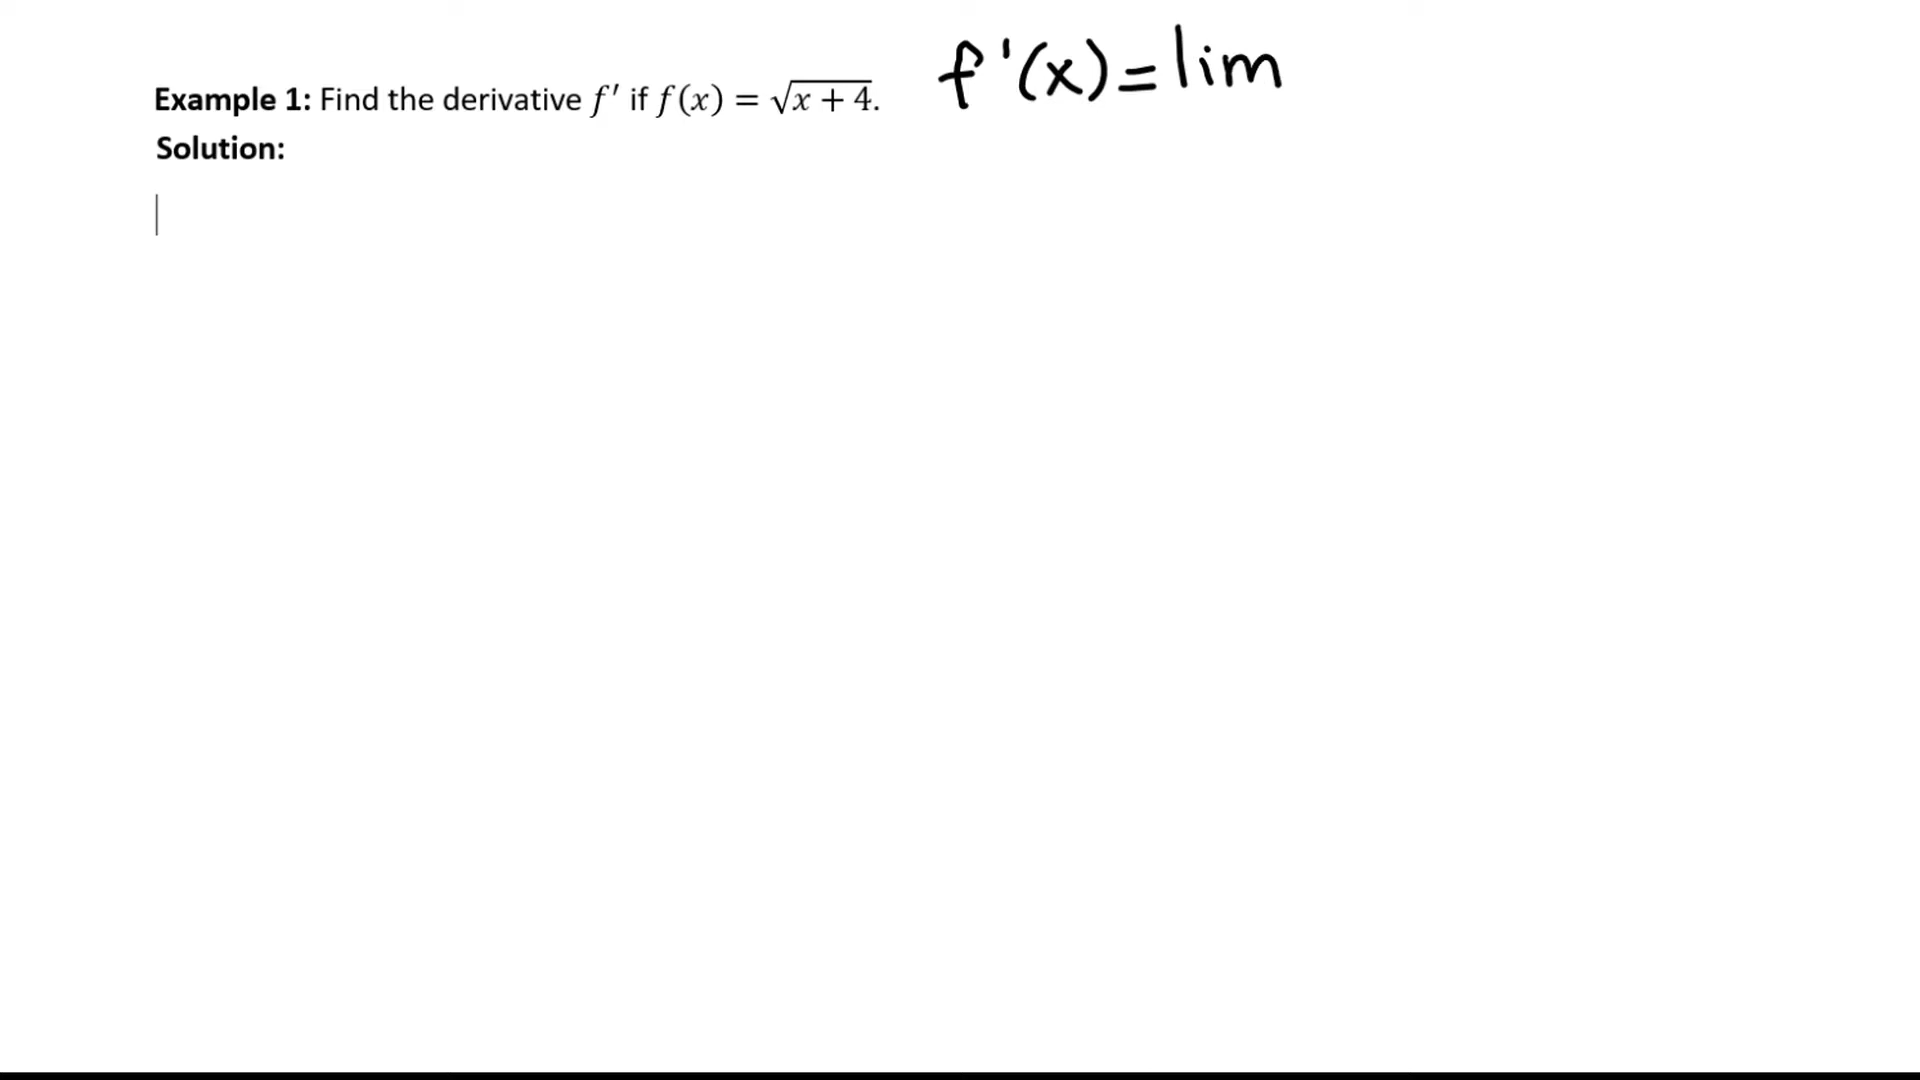 Example 1: Find the derivative f′ if f(x) = √x + 4.
f'(x) = lim
Solution: